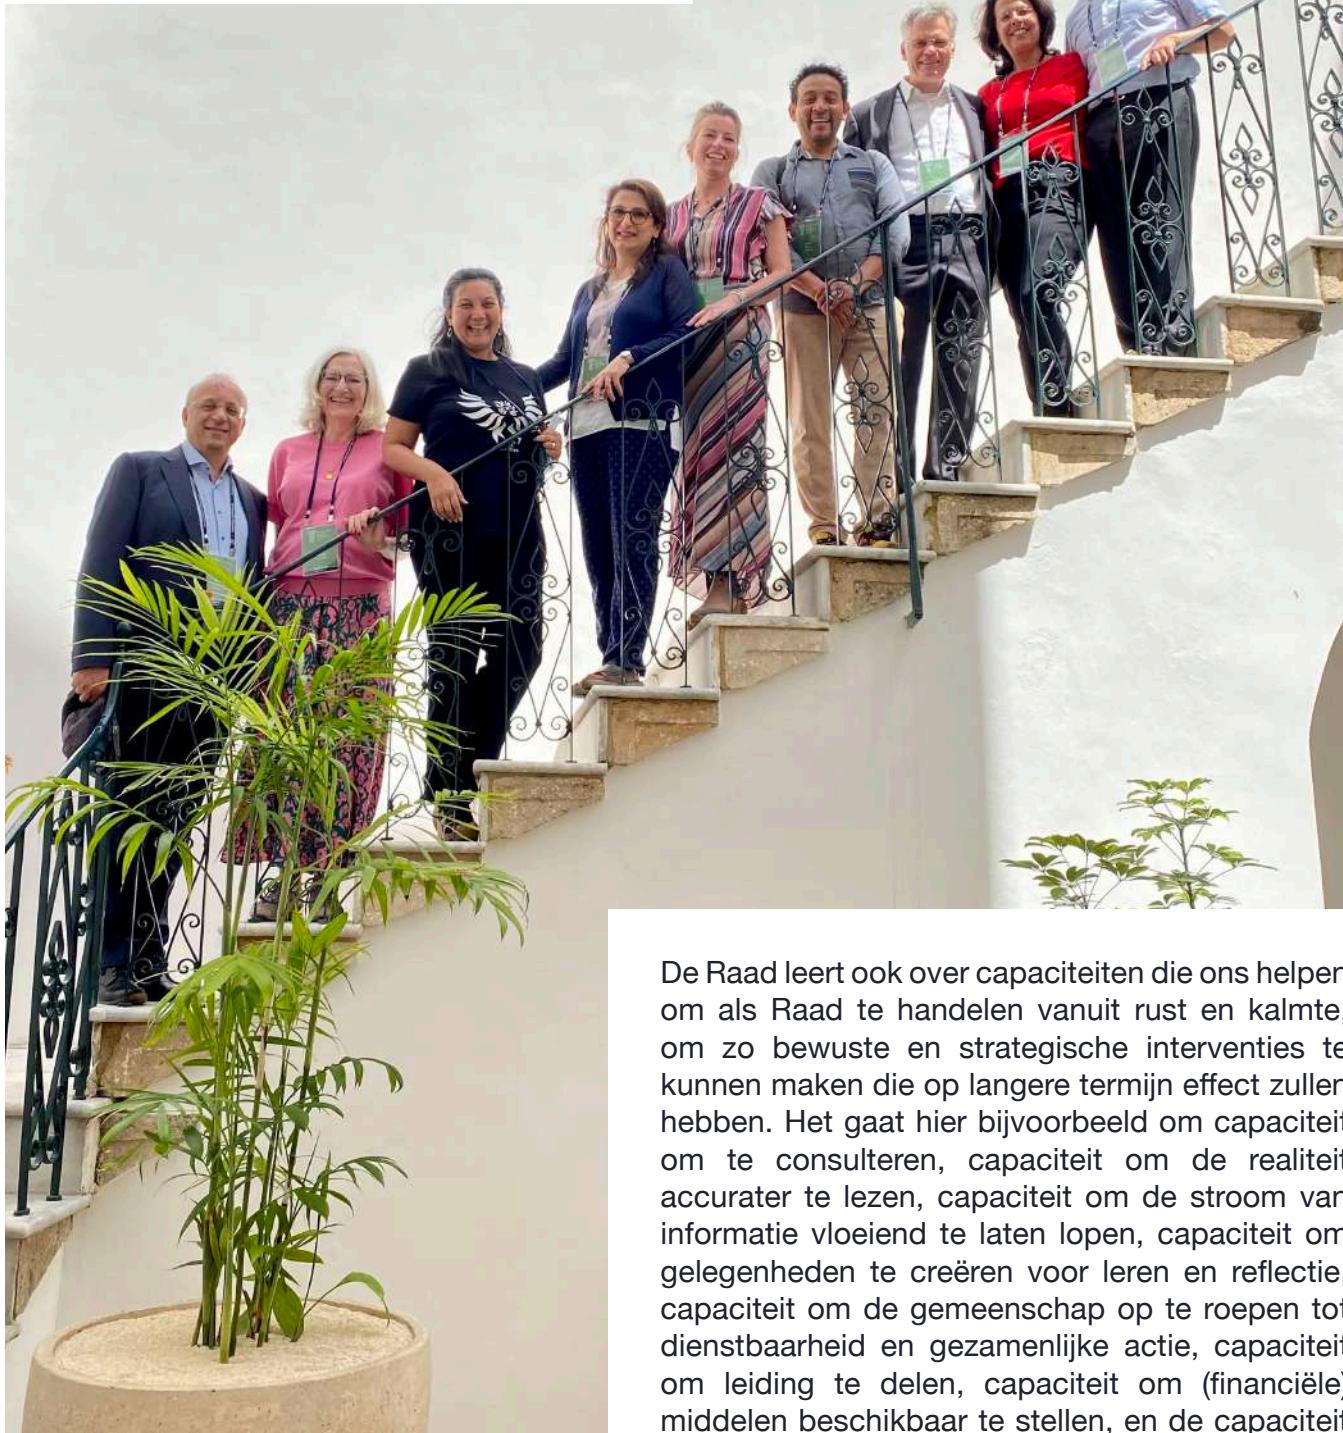 De Raad leert ook over capaciteiten die ons helpen
om als Raad te handelen vanuit rust en kalmte,
om zo bewuste en strategische interventies te
kunnen maken die op langere termijn effect zullen
hebben. Het gaat hier bijvoorbeeld om capaciteit
om te consulteren, capaciteit om de realiteit
accurater te lezen, capaciteit om de stroom van
informatie vloeiend te laten lopen, capaciteit om
gelegenheden te creëren voor leren en reflectie,
capaciteit om de gemeenschap op te roepen tot
dienstbaarheid en gezamenlijke actie, capaciteit
om leiding te delen, capaciteit om (financiële)
middelen beschikbaar te stellen, en de capaciteit